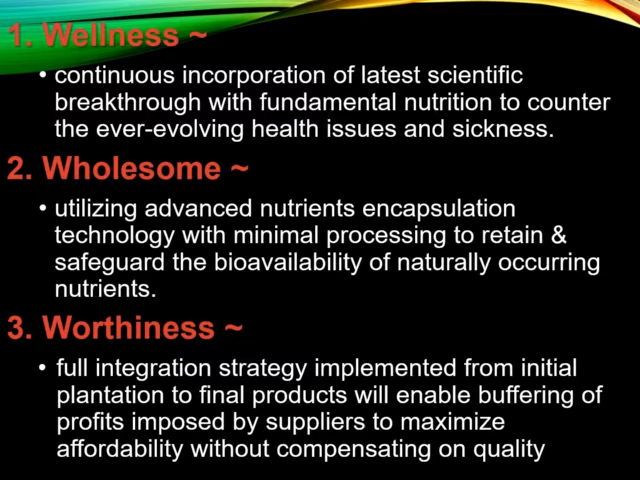 1. Wellness ~
• continuous incorporation of latest scientific
breakthrough with fundamental nutrition to counter
the ever-evolving health issues and sickness.
2. Wholesome ~
• utilizing advanced nutrients encapsulation
technology with minimal processing to retain &
safeguard the bioavailability of naturally occurring
nutrients.
3. Worthiness ~
• full integration strategy implemented from initial
plantation to final products will enable buffering of
profits imposed by suppliers to maximize
affordability without compensating on quality